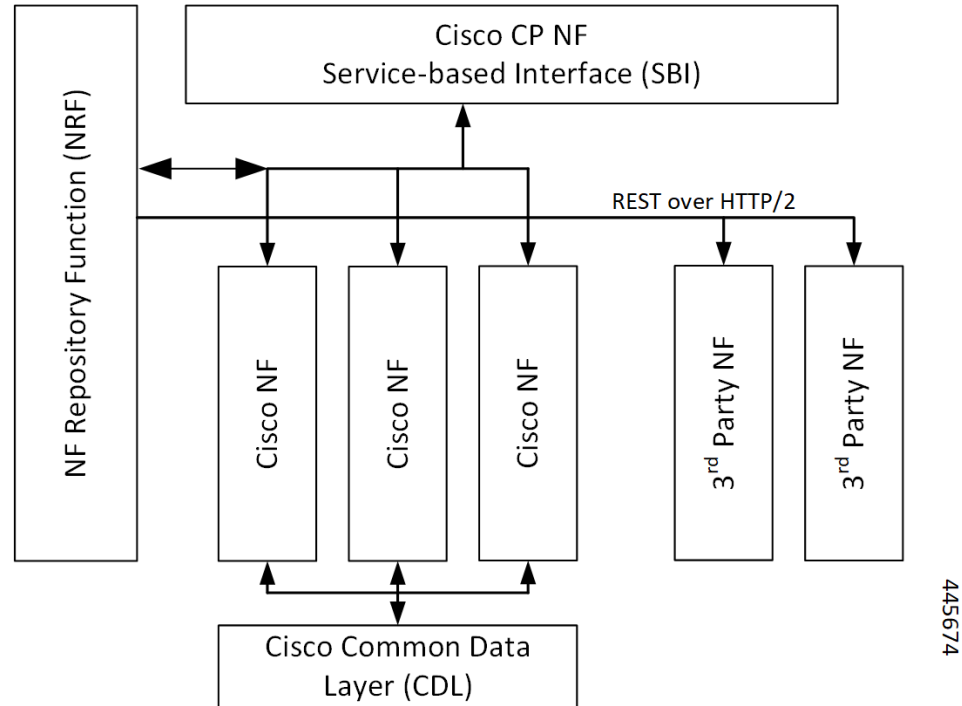 Cisco CP NF
Service-based Interface (SBI)
NF Repository Function (NRF)
REST over HTTP/2
Cisco NF
Cisco NF
Cisco NF
3rd Party NF
3rd Party NF
Cisco Common Data
Layer (CDL)
445674